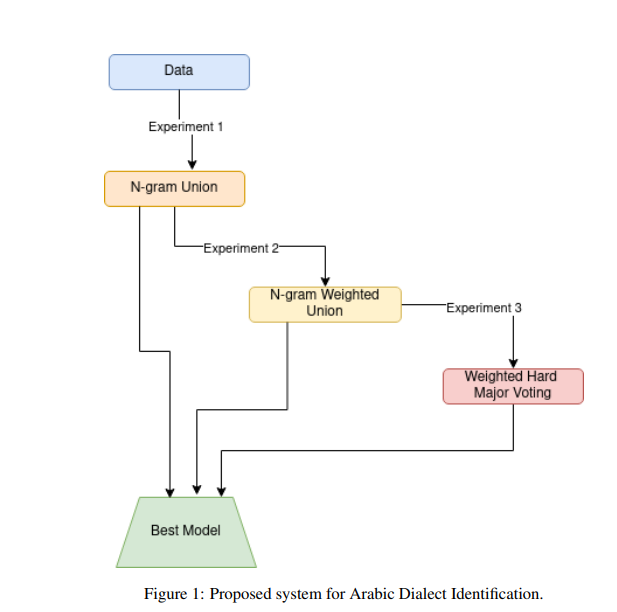 Data
Experiment 1
N-gram Union
Experiment 2
N-gram Weighted
Union
Experiment 3
Weighted Hard
Major Voting
Best Model
Figure 1: Proposed system for Arabic Dialect Identification.